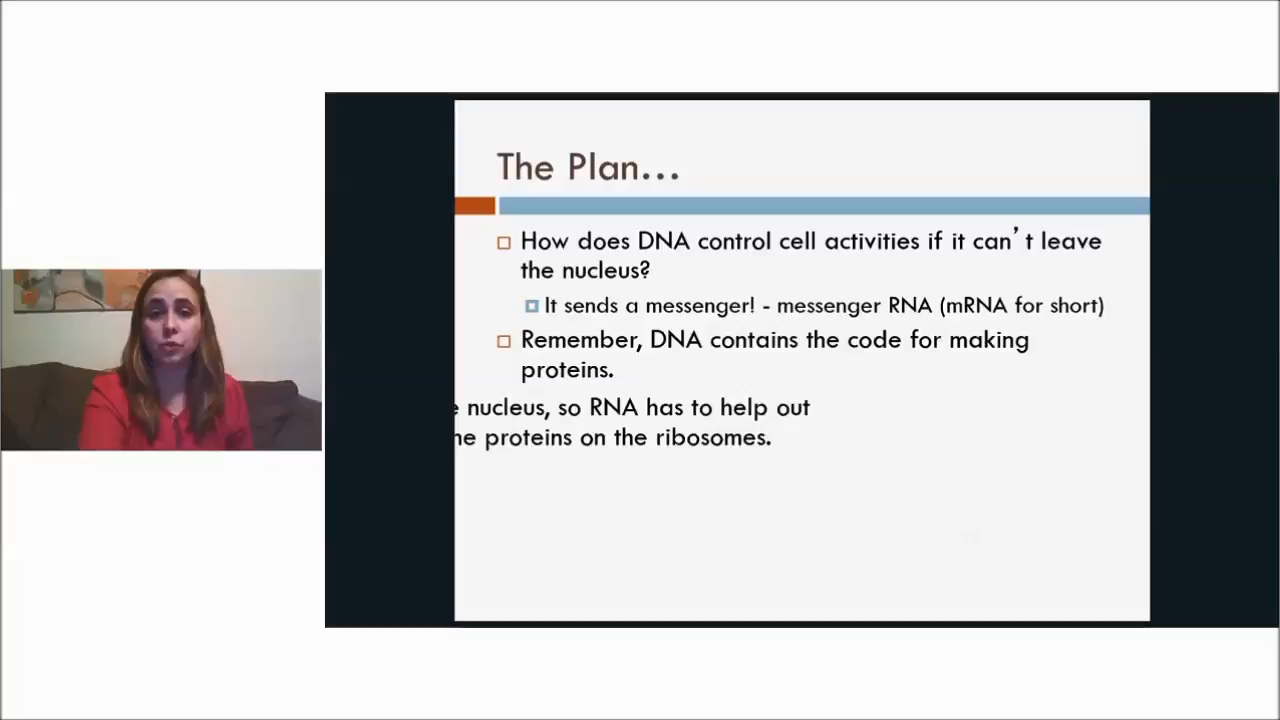 The Plan...
How does DNA control cell activities if it can't leave
the nucleus?
It sends a messenger! - messenger RNA (mRNA for short)
Remember, DNA contains the code for making
proteins.
nucleus, so RNA has to help out
proteins on the ribosomes.